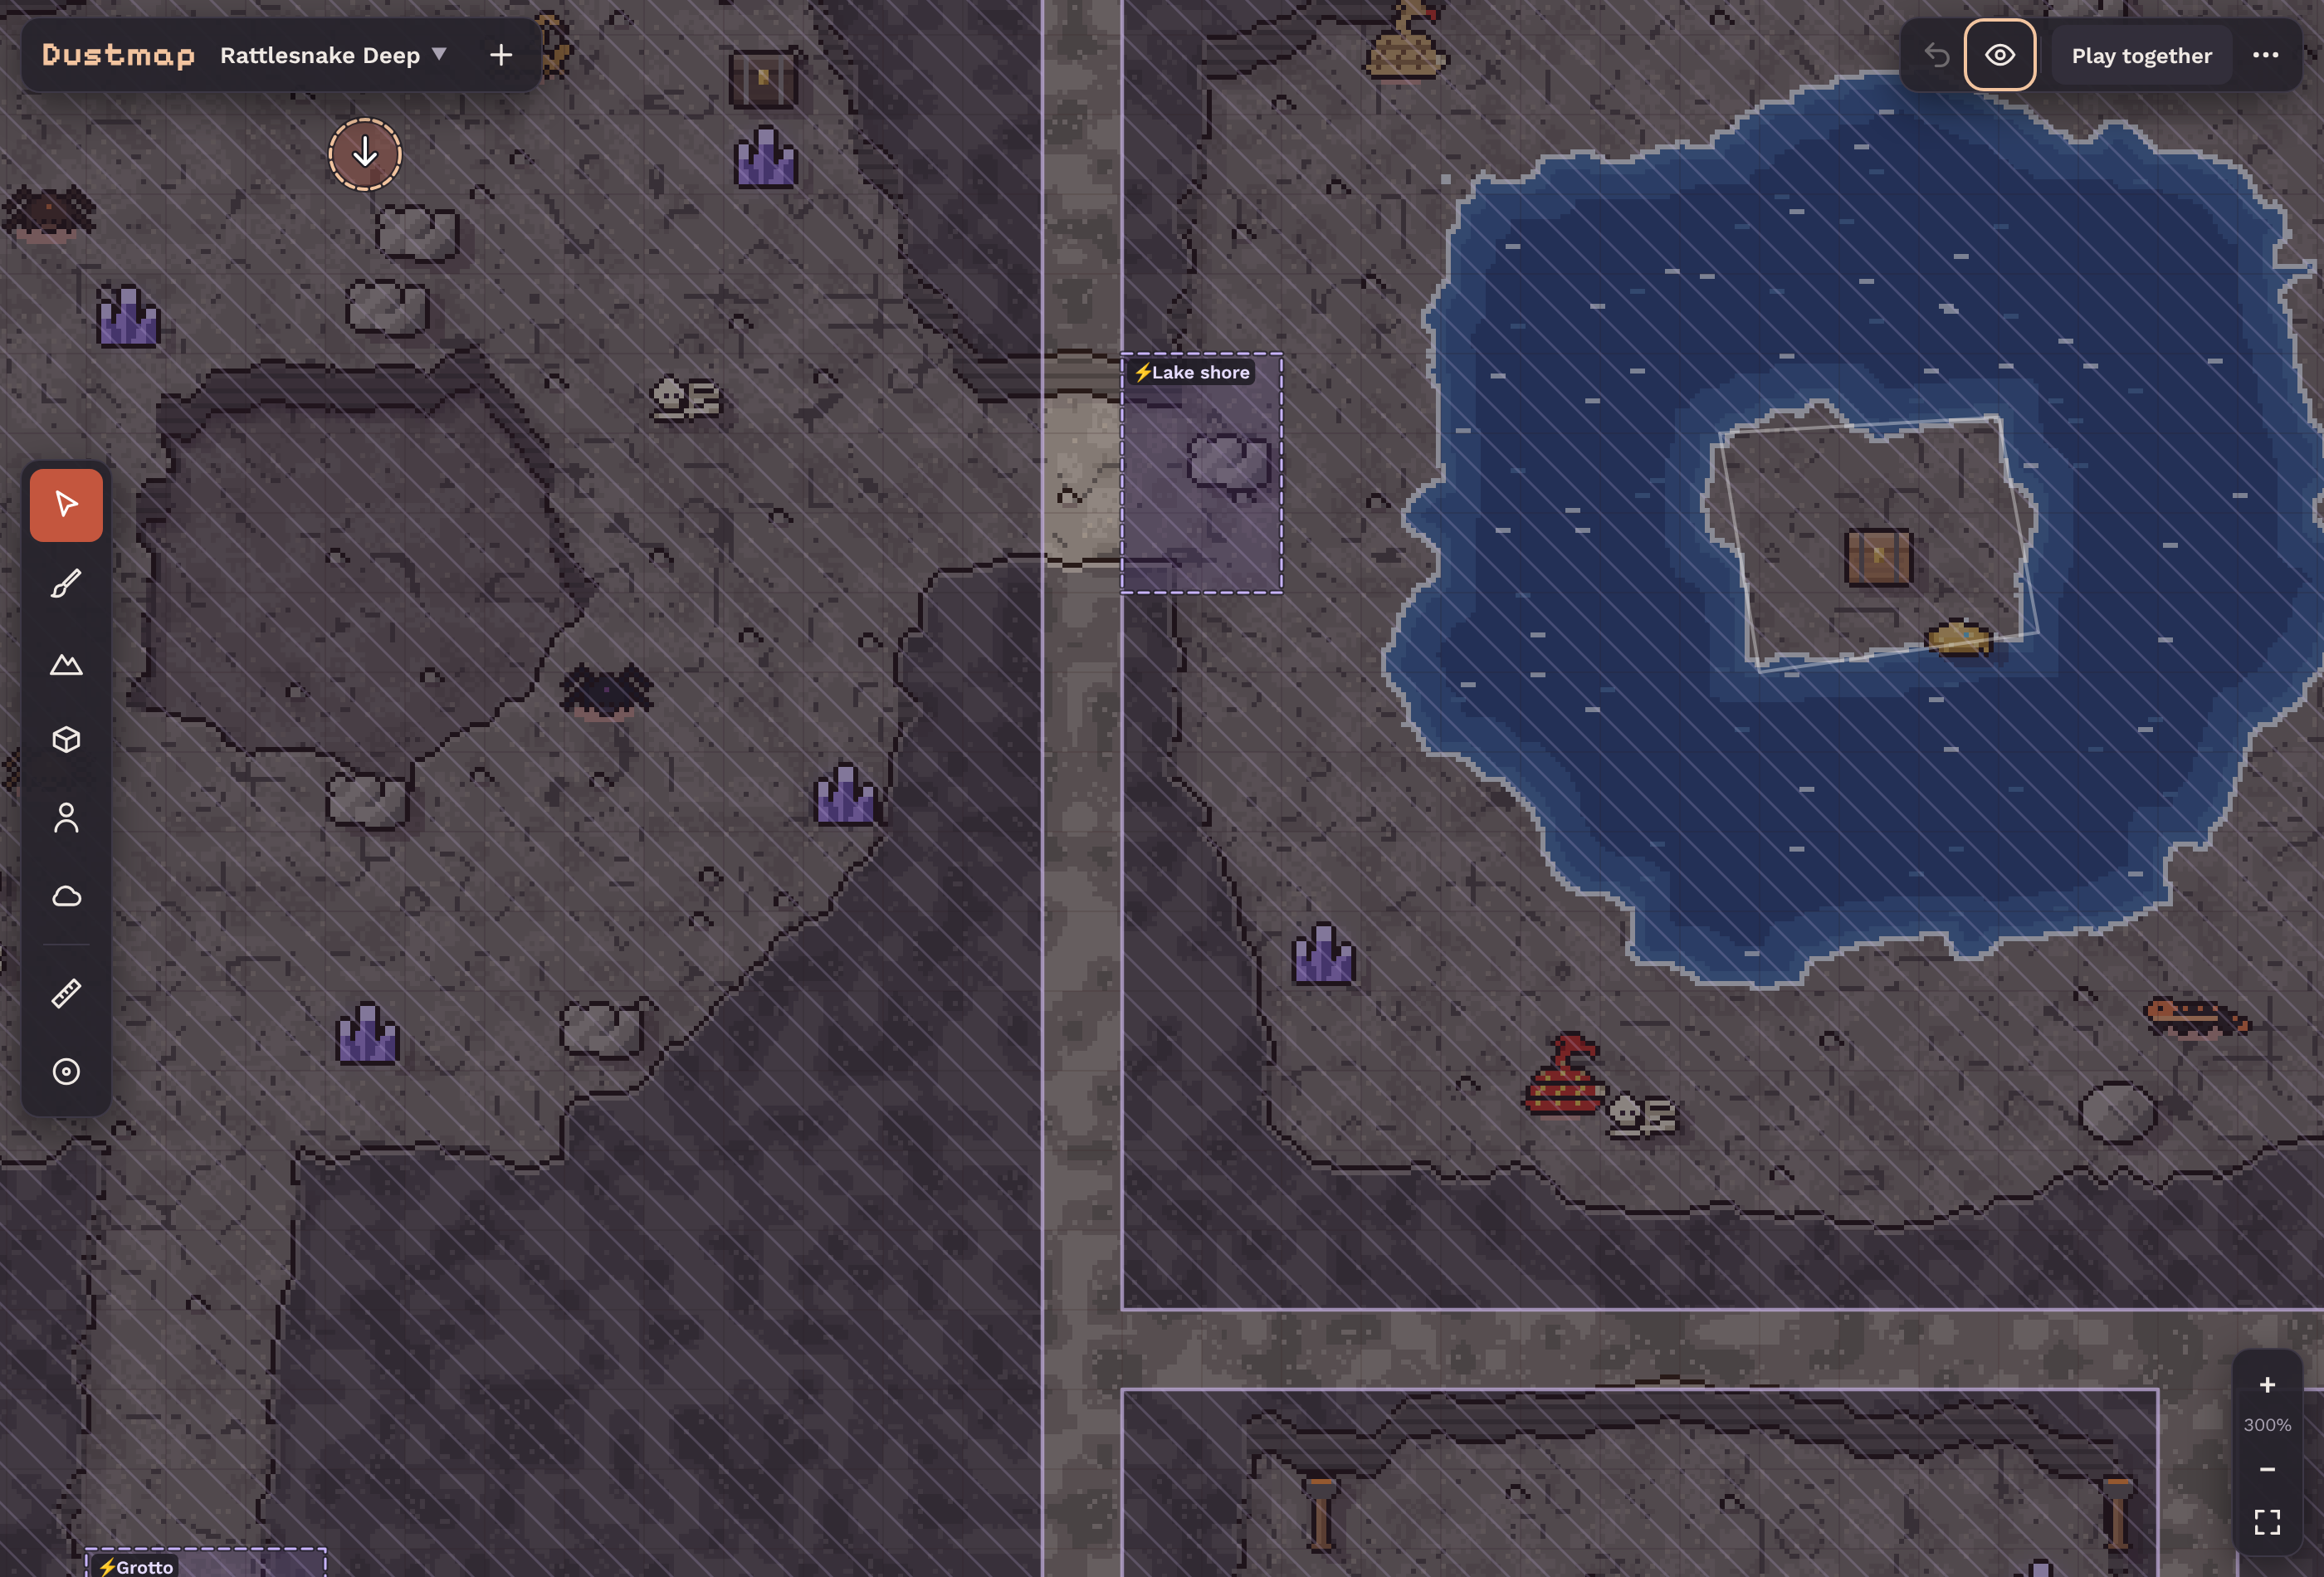 Dustmap
Rattlesnake Deep
Play together
⚡Lake shore
300%
⚡Grotto